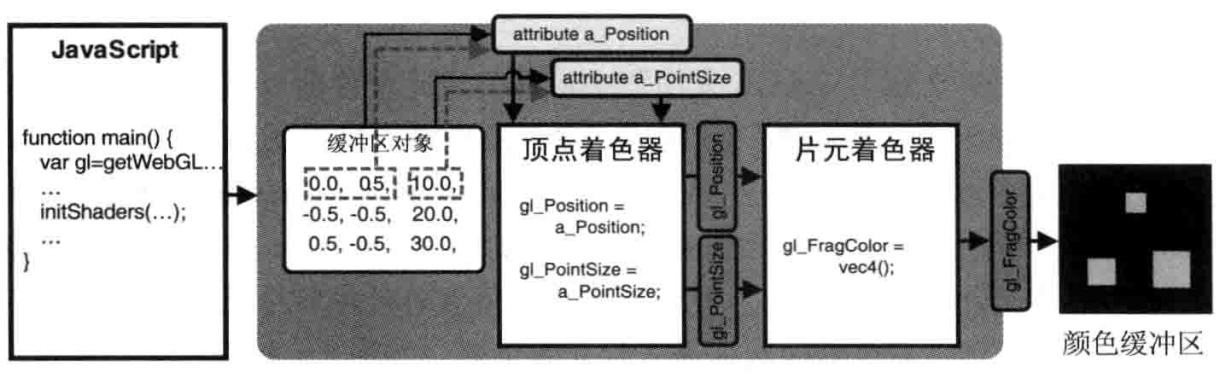 JavaScript
function main() {
var gl=getWebGL...
...
initShaders(...);
...
}
attribute a_Position
attribute a_PointSize
缓冲区对象
0.0, 0.5, 10.0,
-0.5, -0.5, 20.0,
0.5, -0.5, 30.0,
顶点着色器
gl_Position =
a_Position;
gl_PointSize =
a_PointSize;
gl_Position
gl_PointSize
片元着色器
gl_FragColor =
vec4();
gl_FragColor
颜色缓冲区